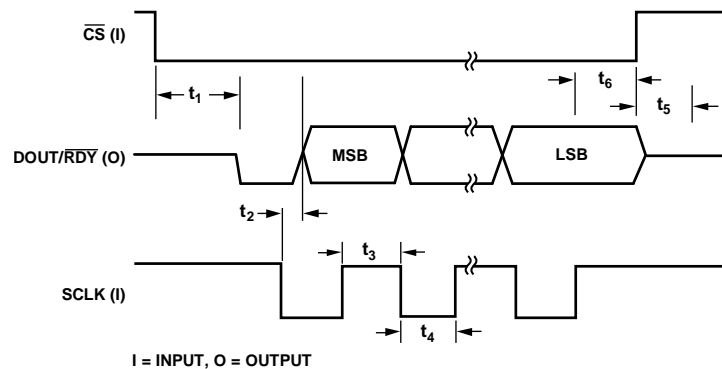 CS (I)
t6
t1
t5
DOUT/RDY (O)
MSB
LSB
t2
t3
SCLK (I)
t4
I = INPUT, O = OUTPUT